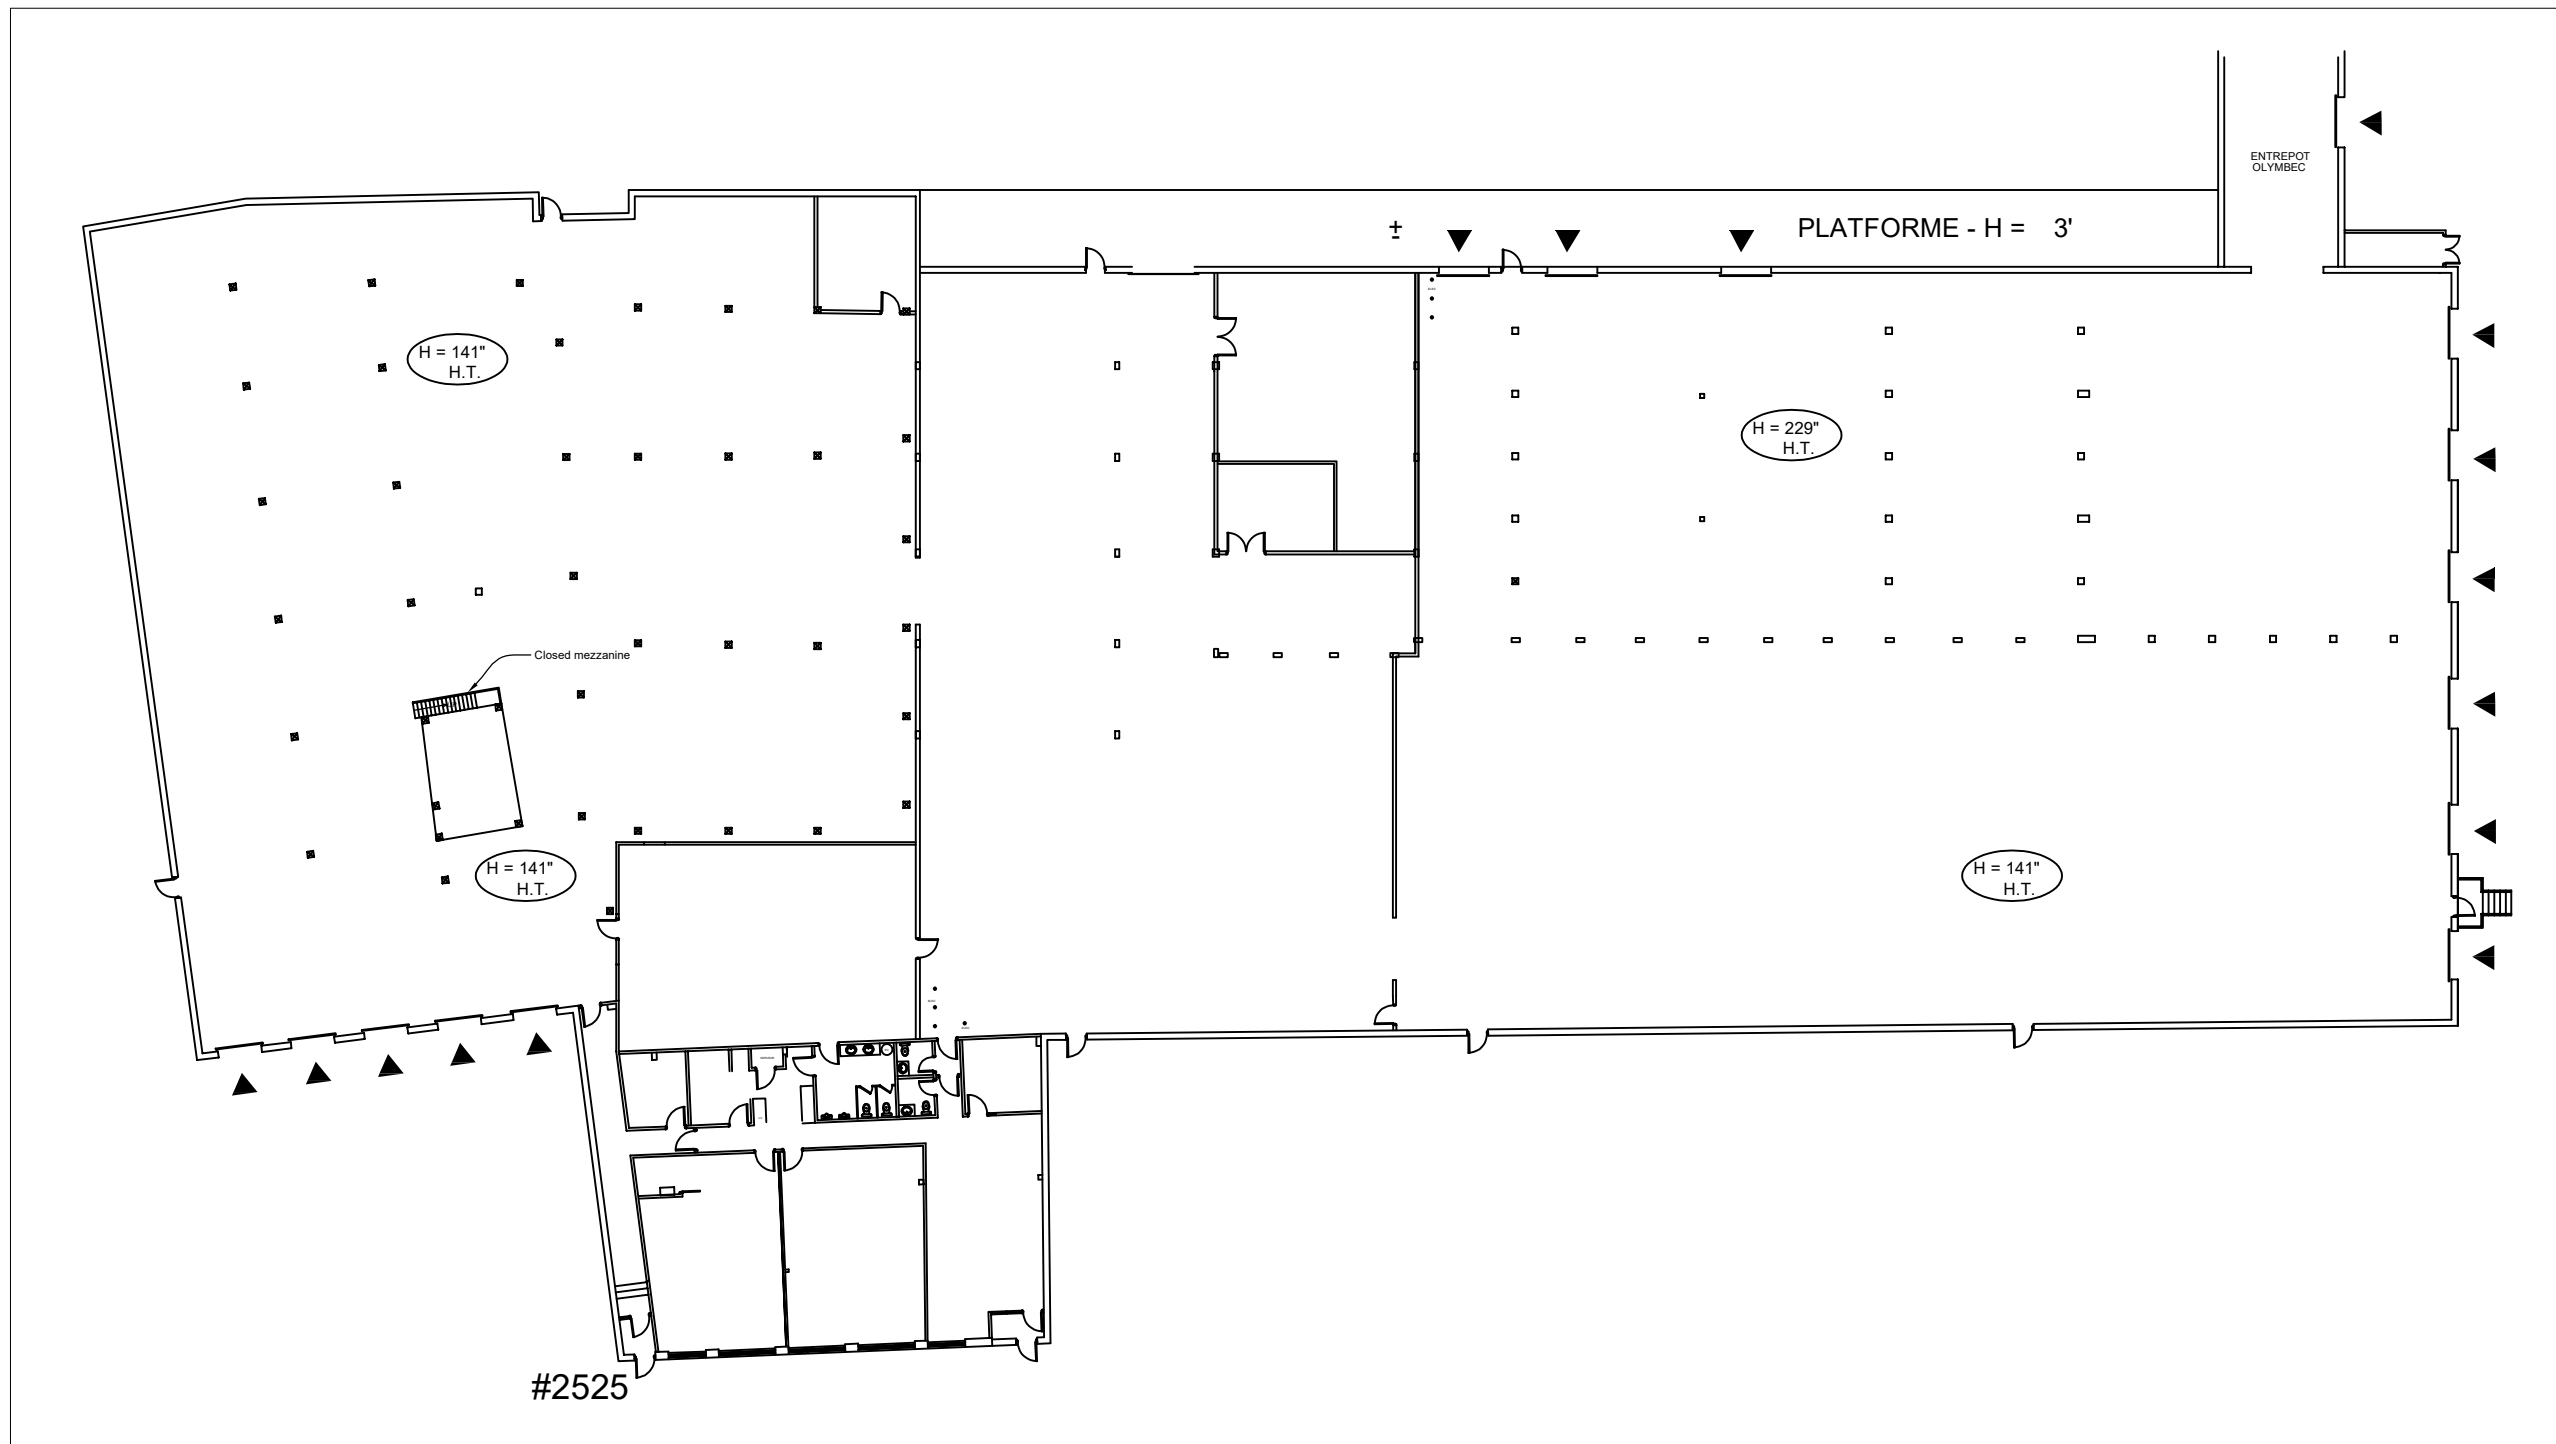 ENTREPOT
OLYMBEC
± PLATFORME - H = 3'
H = 141"
H.T.
H = 229"
H.T.
Closed mezzanine
H = 141"
H.T.
H = 141"
H.T.
#2525